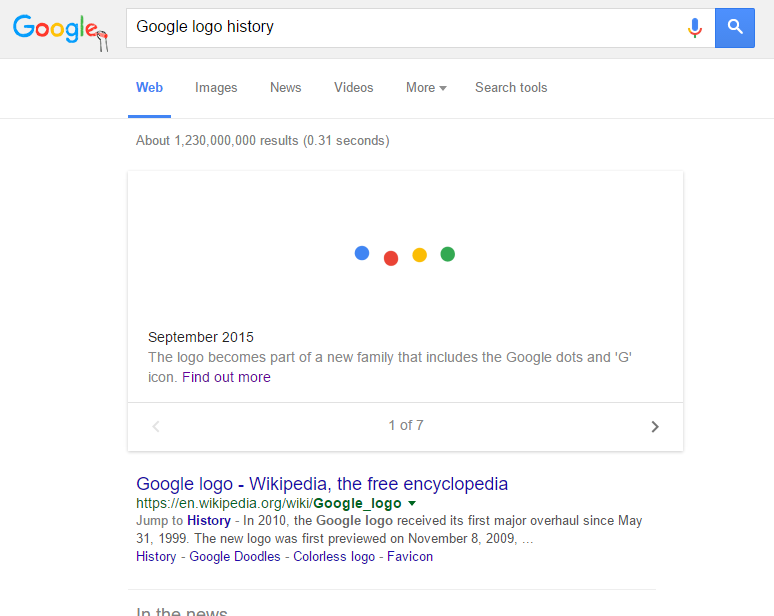 Google
Google logo history
Web Images News Videos More Search tools
About 1,230,000,000 results (0.31 seconds)
September 2015
The logo becomes part of a new family that includes the Google dots and 'G'
icon. Find out more
1 of 7
Google logo - Wikipedia, the free encyclopedia
https://en.wikipedia.org/wiki/Google_logo
Jump to History - In 2010, the Google logo received its first major overhaul since May
31, 1999. The new logo was first previewed on November 8, 2009, ...
History - Google Doodles - Colorless logo - Favicon
In the news